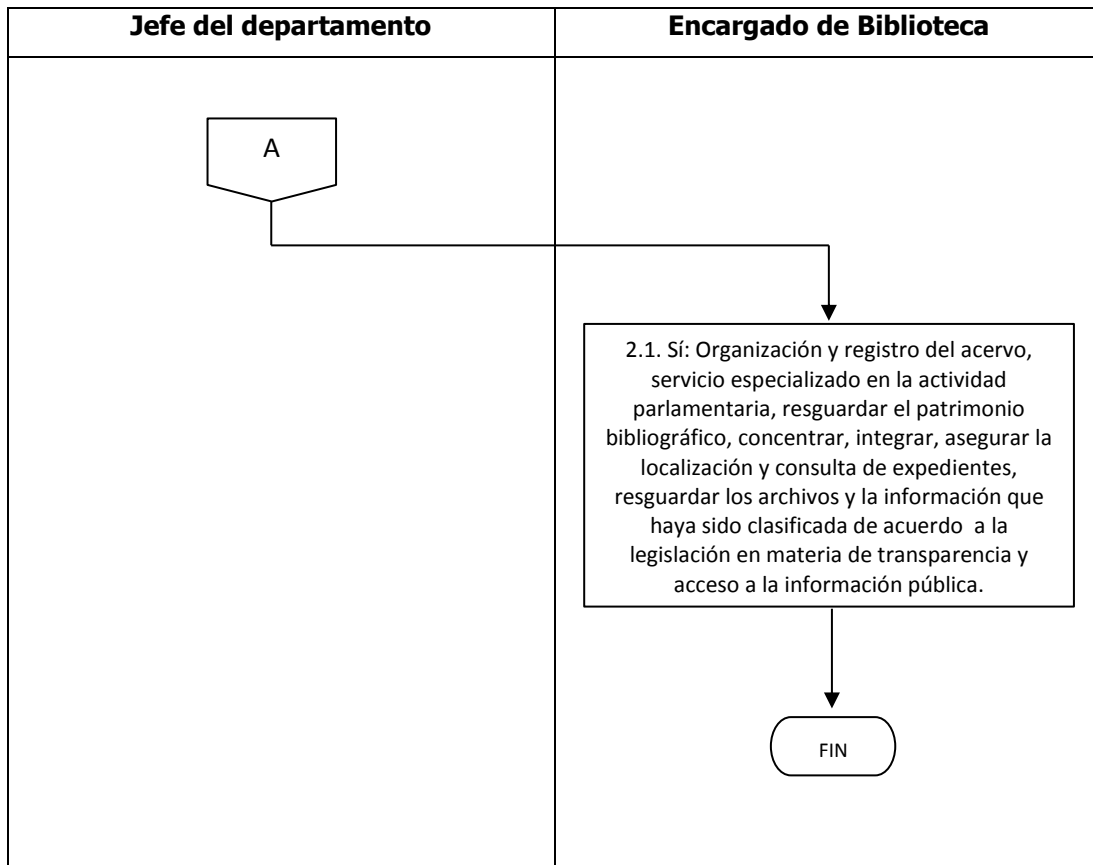 Jefe del departamento
Encargado de Biblioteca
A
2.1. Sí: Organización y registro del acervo,
servicio especializado en la actividad
parlamentaria, resguardar el patrimonio
bibliográfico, concentrar, integrar, asegurar la
localización y consulta de expedientes,
resguardar los archivos y la información que
haya sido clasificada de acuerdo  a la
legislación en materia de transparencia y
acceso a la información pública.
FIN